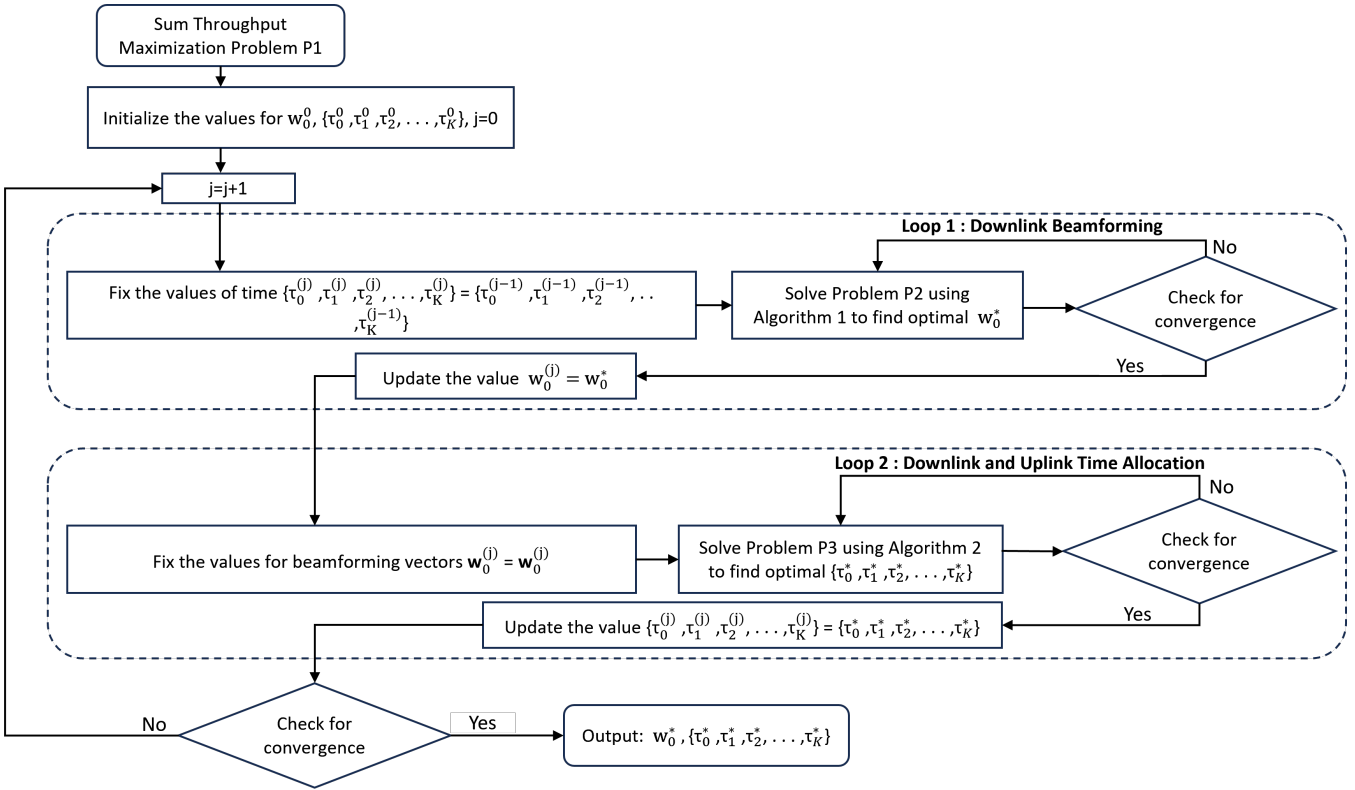 Sum Throughput
Maximization Problem P1
Initialize the values for w₀⁰, {τ₀⁰ ,τ₁⁰ ,τ₂⁰, . . . ,τ_K⁰}, j=0
j=j+1
Loop 1 : Downlink Beamforming
No
Fix the values of time {τ₀⁽ʲ⁾ ,τ₁⁽ʲ⁾ ,τ₂⁽ʲ⁾, . . . ,τ_K⁽ʲ⁾} = {τ₀⁽ʲ⁻¹⁾ ,τ₁⁽ʲ⁻¹⁾ ,τ₂⁽ʲ⁻¹⁾, . .
,τ_K⁽ʲ⁻¹⁾}
Solve Problem P2 using
Algorithm 1 to find optimal w₀*
Check for
convergence
Yes
Update the value w₀⁽ʲ⁾ = w₀*
Loop 2 : Downlink and Uplink Time Allocation
No
Fix the values for beamforming vectors w₀⁽ʲ⁾ = w₀⁽ʲ⁾
Solve Problem P3 using Algorithm 2
to find optimal {τ₀* ,τ₁* ,τ₂*, . . . ,τ_K*}
Check for
convergence
Yes
Update the value {τ₀⁽ʲ⁾ ,τ₁⁽ʲ⁾ ,τ₂⁽ʲ⁾, . . . ,τ_K⁽ʲ⁾} = {τ₀* ,τ₁* ,τ₂*, . . . ,τ_K*}
No
Check for
convergence
Yes
Output: w₀* , {τ₀* ,τ₁* ,τ₂*, . . . ,τ_K*}